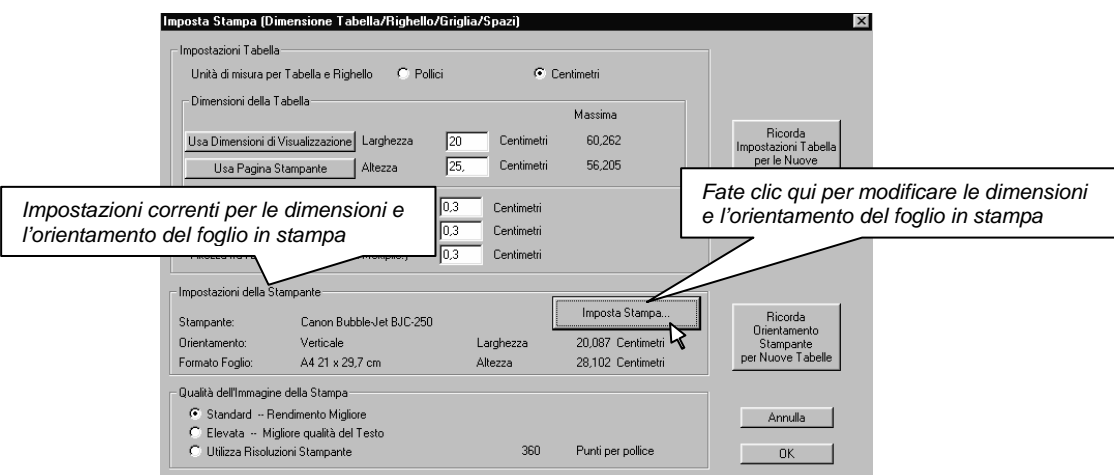 Imposta Stampa (Dimensione Tabella/Righello/Griglia/Spazi)
Impostazioni Tabella
Unità di misura per Tabella e Righello Pollici Centimetri
Dimensioni della Tabella
Massima
Usa Dimensioni di Visualizzazione Larghezza 20 Centimetri 60,262
Usa Pagina Stampante Altezza 25, Centimetri 56,205
Ricorda
Impostazioni Tabella
per le Nuove
Impostazioni correnti per le dimensioni e
l'orientamento del foglio in stampa
Fate clic qui per modificare le dimensioni
e l'orientamento del foglio in stampa
0,3 Centimetri
0,3 Centimetri
0,3 Centimetri
Impostazioni della Stampante
Imposta Stampa...
Stampante: Canon Bubble-Jet BJC-250
Orientamento: Verticale Larghezza 20,087 Centimetri
Formato Foglio: A4 21 x 29,7 cm Altezza 28,102 Centimetri
Ricorda
Orientamento
Stampante
per Nuove Tabelle
Qualità dell'Immagine della Stampa
Standard -- Rendimento Migliore
Elevata -- Migliore qualità del Testo
Utilizza Risoluzioni Stampante 360 Punti per pollice
Annulla
OK